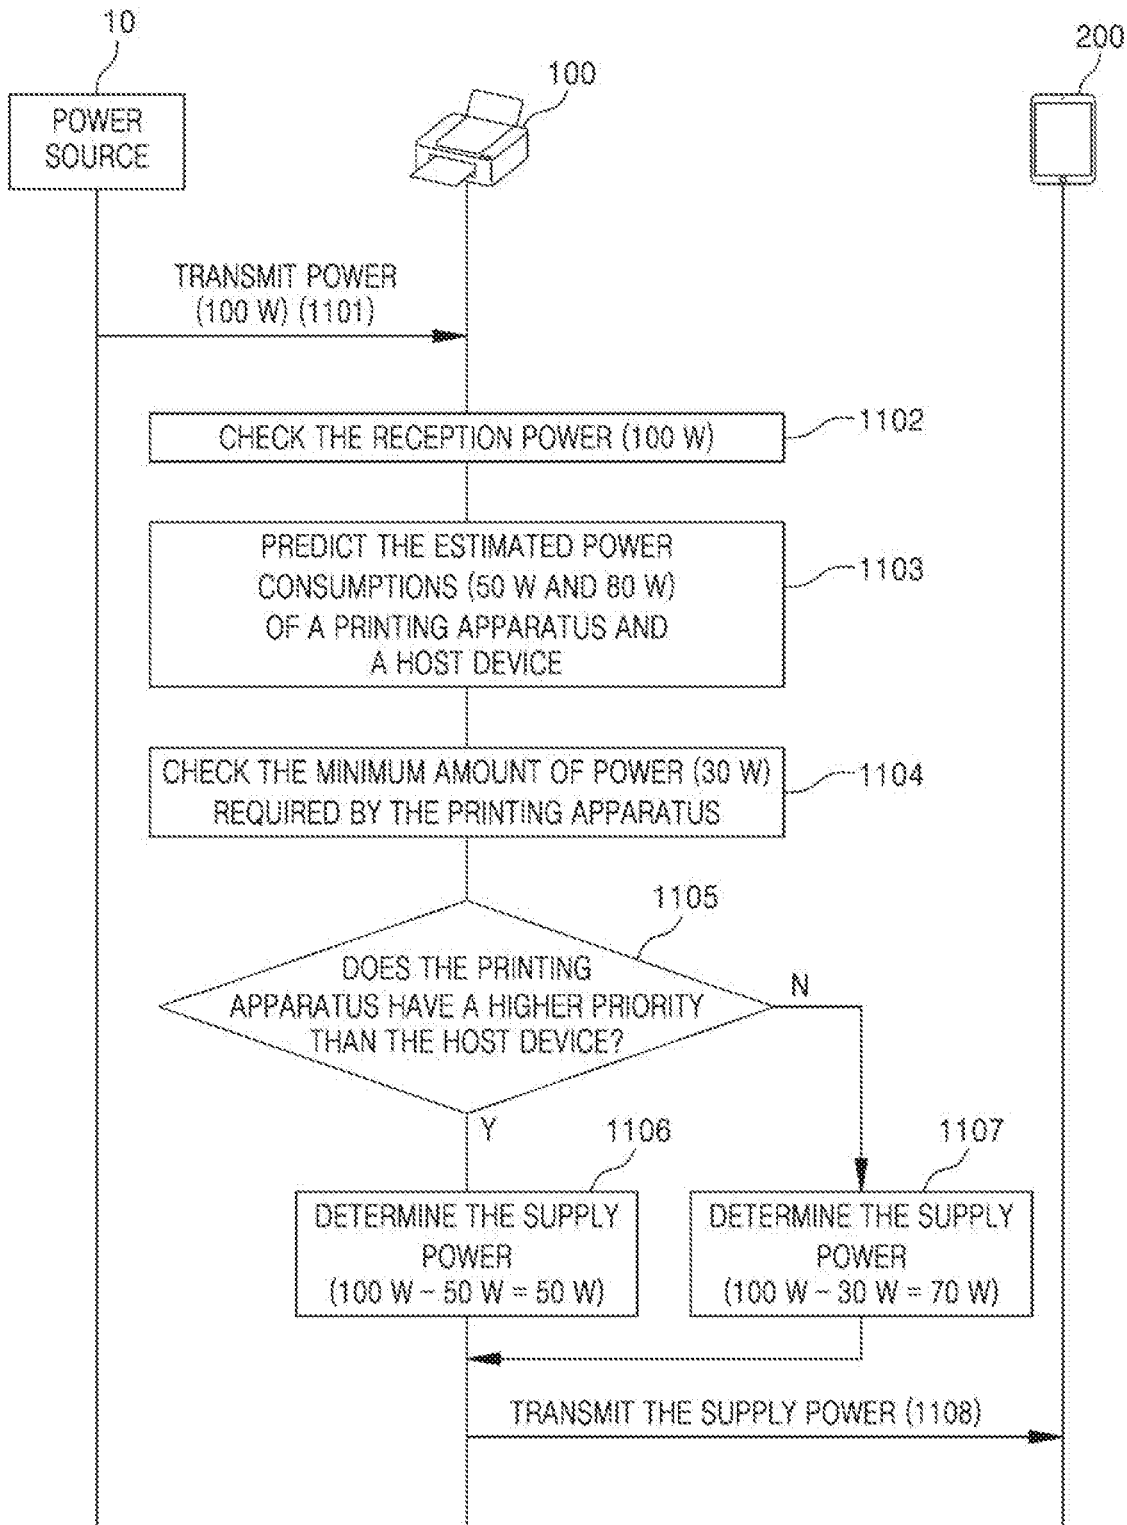 10
100
200
POWER
SOURCE
TRANSMIT POWER
(100 W) (1101)
CHECK THE RECEPTION POWER (100 W)
1102
PREDICT THE ESTIMATED POWER
CONSUMPTIONS (50 W AND 80 W)
OF A PRINTING APPARATUS AND
A HOST DEVICE
1103
CHECK THE MINIMUM AMOUNT OF POWER (30 W)
REQUIRED BY THE PRINTING APPARATUS
1104
1105
DOES THE PRINTING
APPARATUS HAVE A HIGHER PRIORITY
THAN THE HOST DEVICE?
N
Y
1106
1107
DETERMINE THE SUPPLY
POWER
(100 W - 50 W = 50 W)
DETERMINE THE SUPPLY
POWER
(100 W - 30 W = 70 W)
TRANSMIT THE SUPPLY POWER (1108)